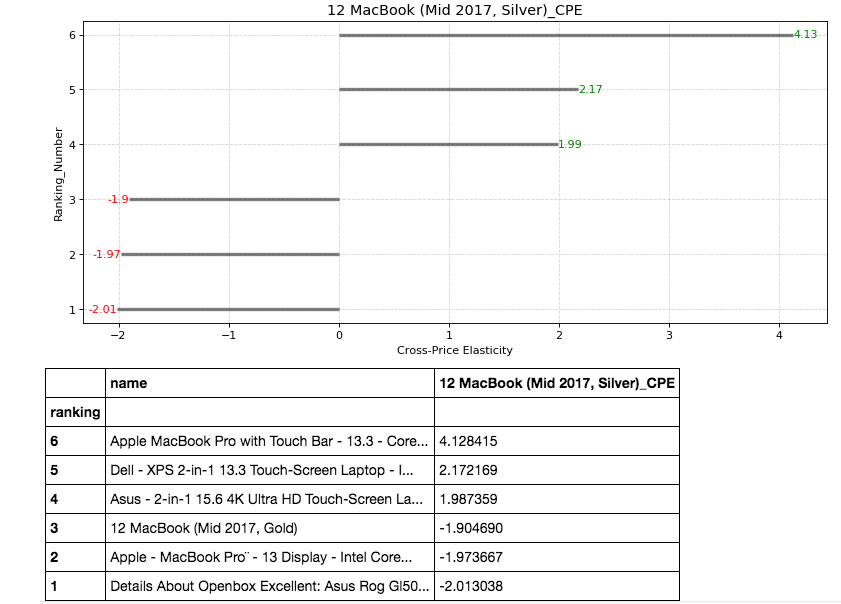 12 MacBook (Mid 2017, Silver)_CPE
6 4.13
5 2.17
4 1.99
3 -1.9
2 -1.97
1 -2.01
Ranking_Number
−2 −1 0 1 2 3 4
Cross-Price Elasticity
name 12 MacBook (Mid 2017, Silver)_CPE
ranking
6 Apple MacBook Pro with Touch Bar - 13.3 - Core... 4.128415
5 Dell - XPS 2-in-1 13.3 Touch-Screen Laptop - I... 2.172169
4 Asus - 2-in-1 15.6 4K Ultra HD Touch-Screen La... 1.987359
3 12 MacBook (Mid 2017, Gold) -1.904690
2 Apple - MacBook Pro¨ - 13 Display - Intel Core... -1.973667
1 Details About Openbox Excellent: Asus Rog Gl50... -2.013038